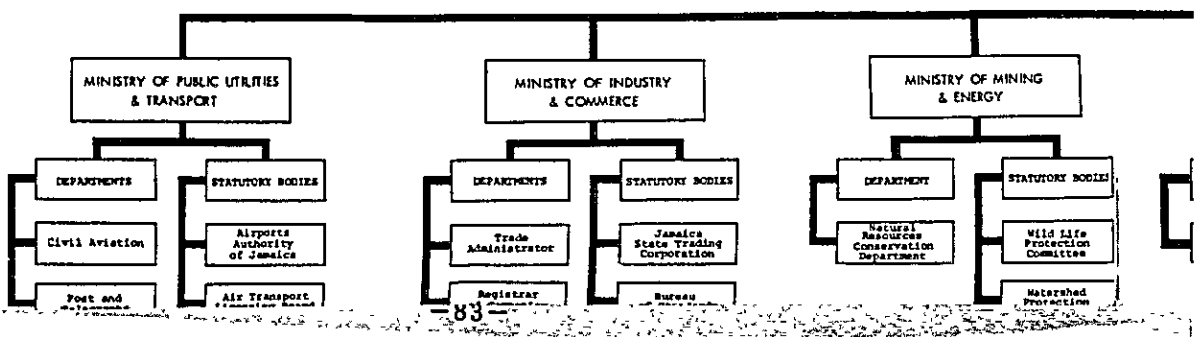 MINISTRY OF PUBLIC UTILITIES
& TRANSPORT
MINISTRY OF INDUSTRY
& COMMERCE
MINISTRY OF MINING
& ENERGY
DEPARTMENTS
STATUTORY BODIES
DEPARTMENTS
STATUTORY BODIES
DEPARTMENT
STATUTORY BODIES
Civil Aviation
Airports
Authority
of Jamaica
Trade
Administrator
Jamaica
State Trading
Corporation
Natural
Resources
Conservation
Department
Wild Life
Protection
Committee
Post and
Air Transport
Registrar
Bureau
Watershed
Protection
-83-